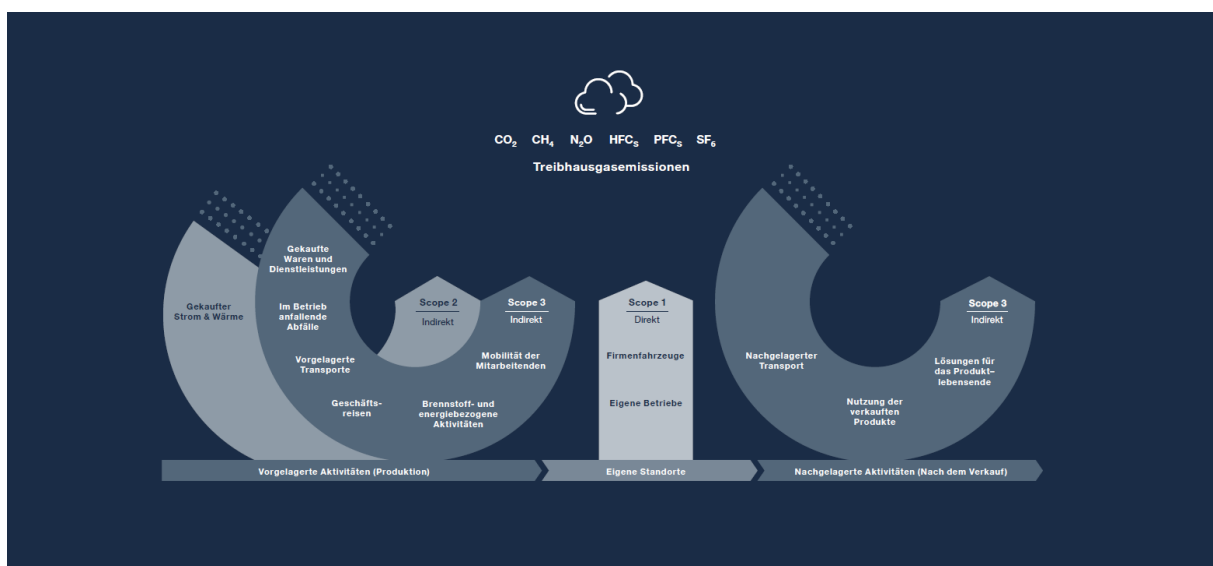 CO₂ CH₄ N₂O HFCₛ PFCₛ SF₆
Treibhausgasemissionen
Gekaufter
Strom & Wärme
Gekaufte
Waren und
Dienstleistungen
Im Betrieb
anfallende
Abfälle
Vorgelagerte
Transporte
Geschäfts-
reisen
Brennstoff- und
energiebezogene
Aktivitäten
Mobilität der
Mitarbeitenden
Scope 2
Indirekt
Scope 3
Indirekt
Scope 1
Direkt
Firmenfahrzeuge
Eigene Betriebe
Nachgelagerter
Transport
Nutzung der
verkauften
Produkte
Lösungen für
das Produkt–
lebensende
Scope 3
Indirekt
Vorgelagerte Aktivitäten (Produktion)
Eigene Standorte
Nachgelagerte Aktivitäten (Nach dem Verkauf)